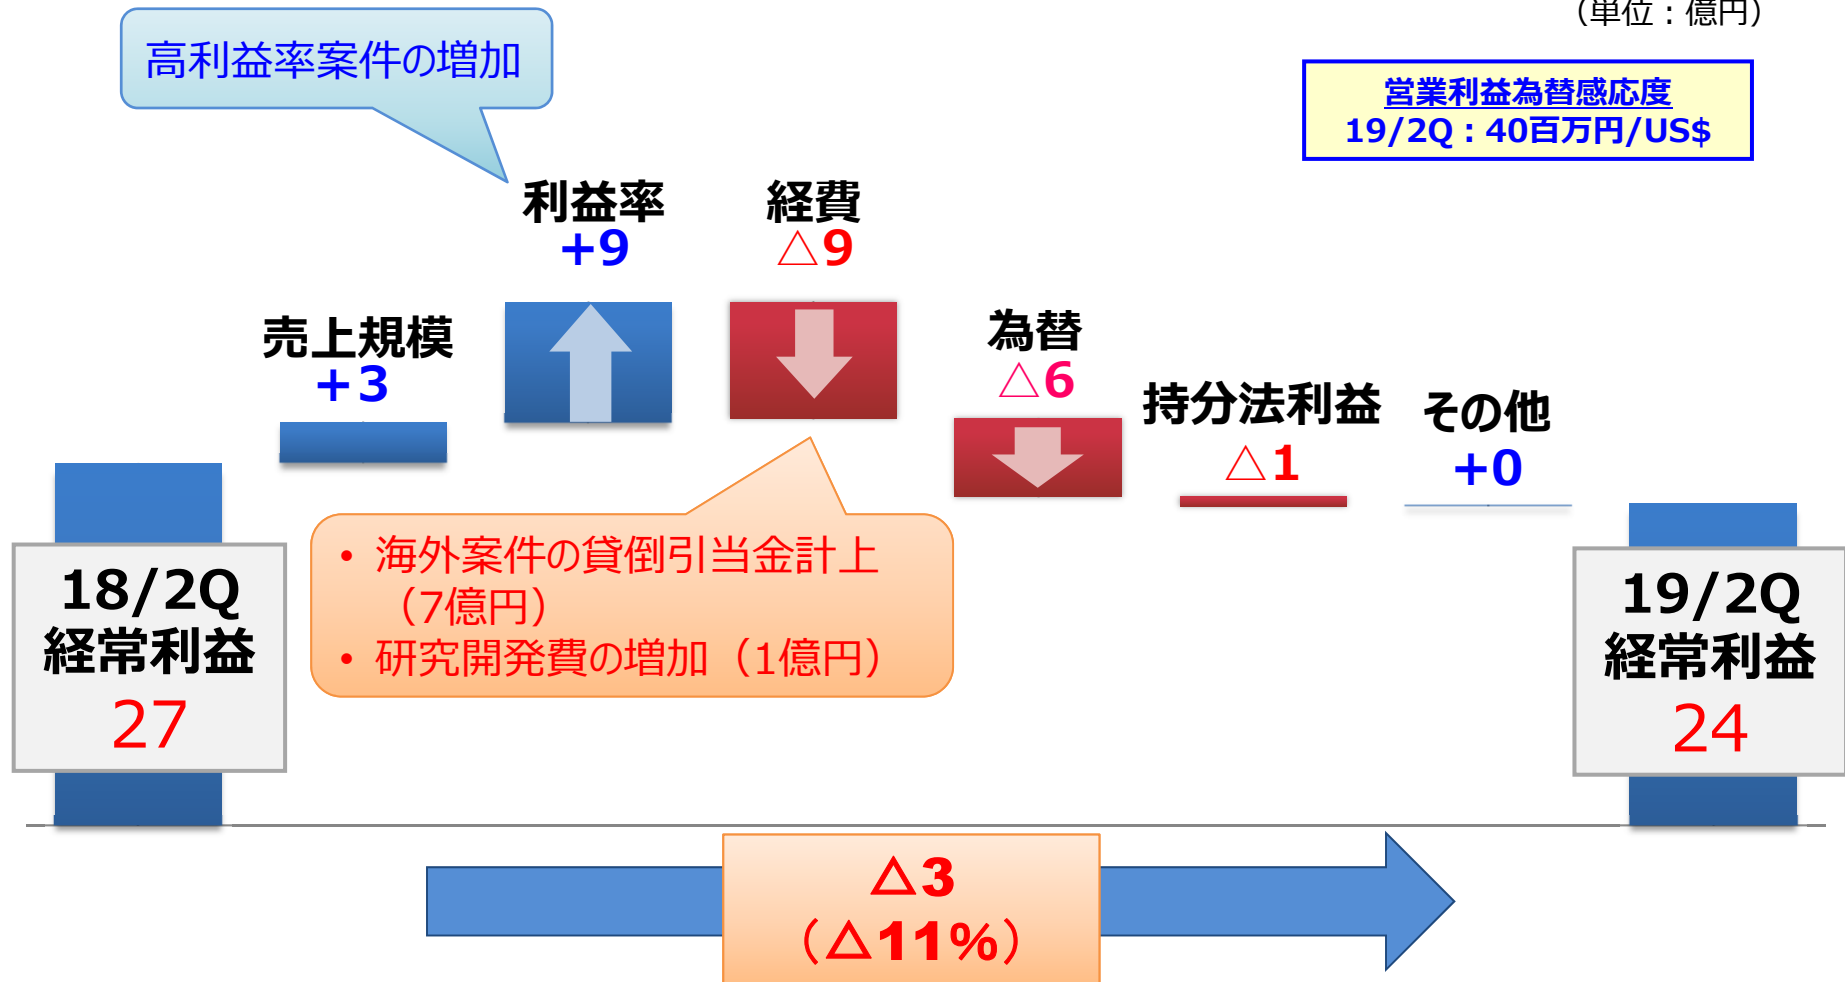 （単位：億円）
高利益率案件の増加
営業利益為替感応度
19/2Q：40百万円/US$
利益率
+9
経費
△9
売上規模
+3
為替
△6
持分法利益
△1
その他
+0
18/2Q
経常利益
27
• 海外案件の貸倒引当金計上
（7億円）
• 研究開発費の増加（1億円）
19/2Q
経常利益
24
△3
（△11%）